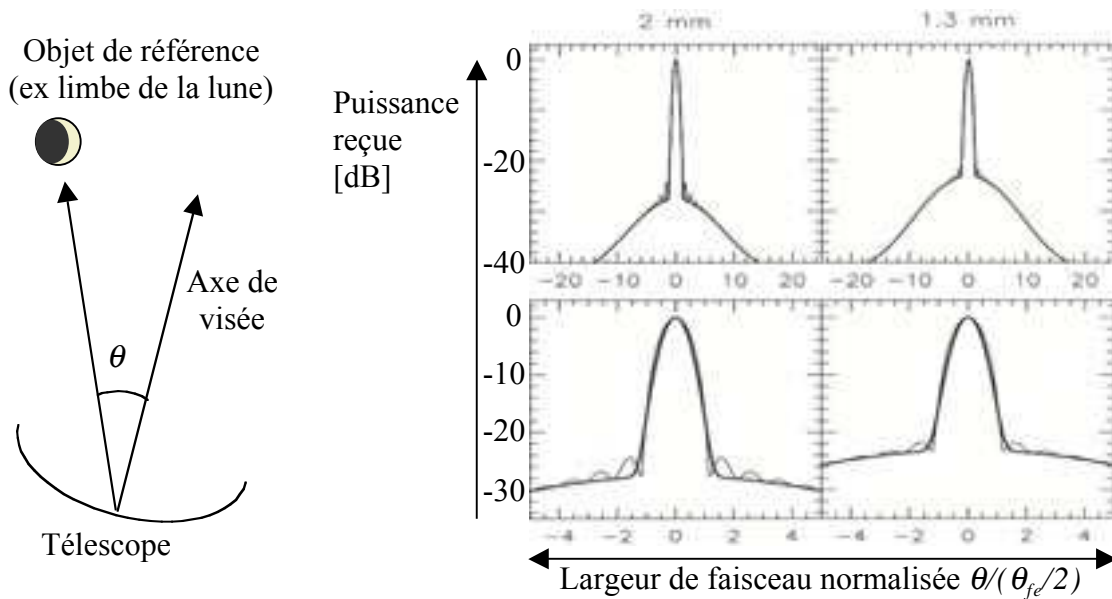 Objet de référence
(ex limbe de la lune)
θ
Axe de
visée
Télescope
Puissance
reçue
[dB]
2 mm
1.3 mm
0
-20
-40
−20 −10 0 10 20
−20 −10 0 10 20
0
-10
-20
-30
−4 −2 0 2 4
−4 −2 0 2 4
Largeur de faisceau normalisée θ/(θfe/2)